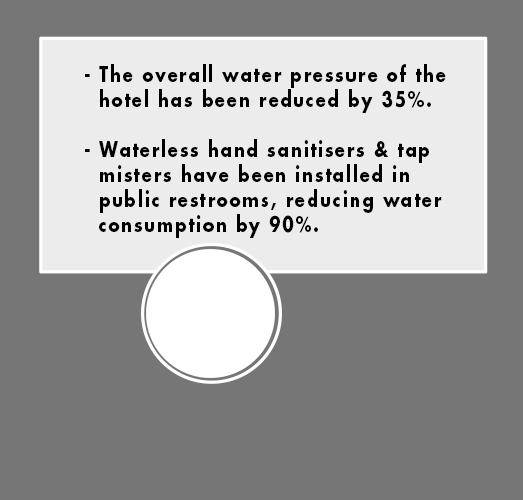 - The overall water pressure of the
hotel has been reduced by 35%.
- Waterless hand sanitisers & tap
misters have been installed in
public restrooms, reducing water
consumption by 90%.